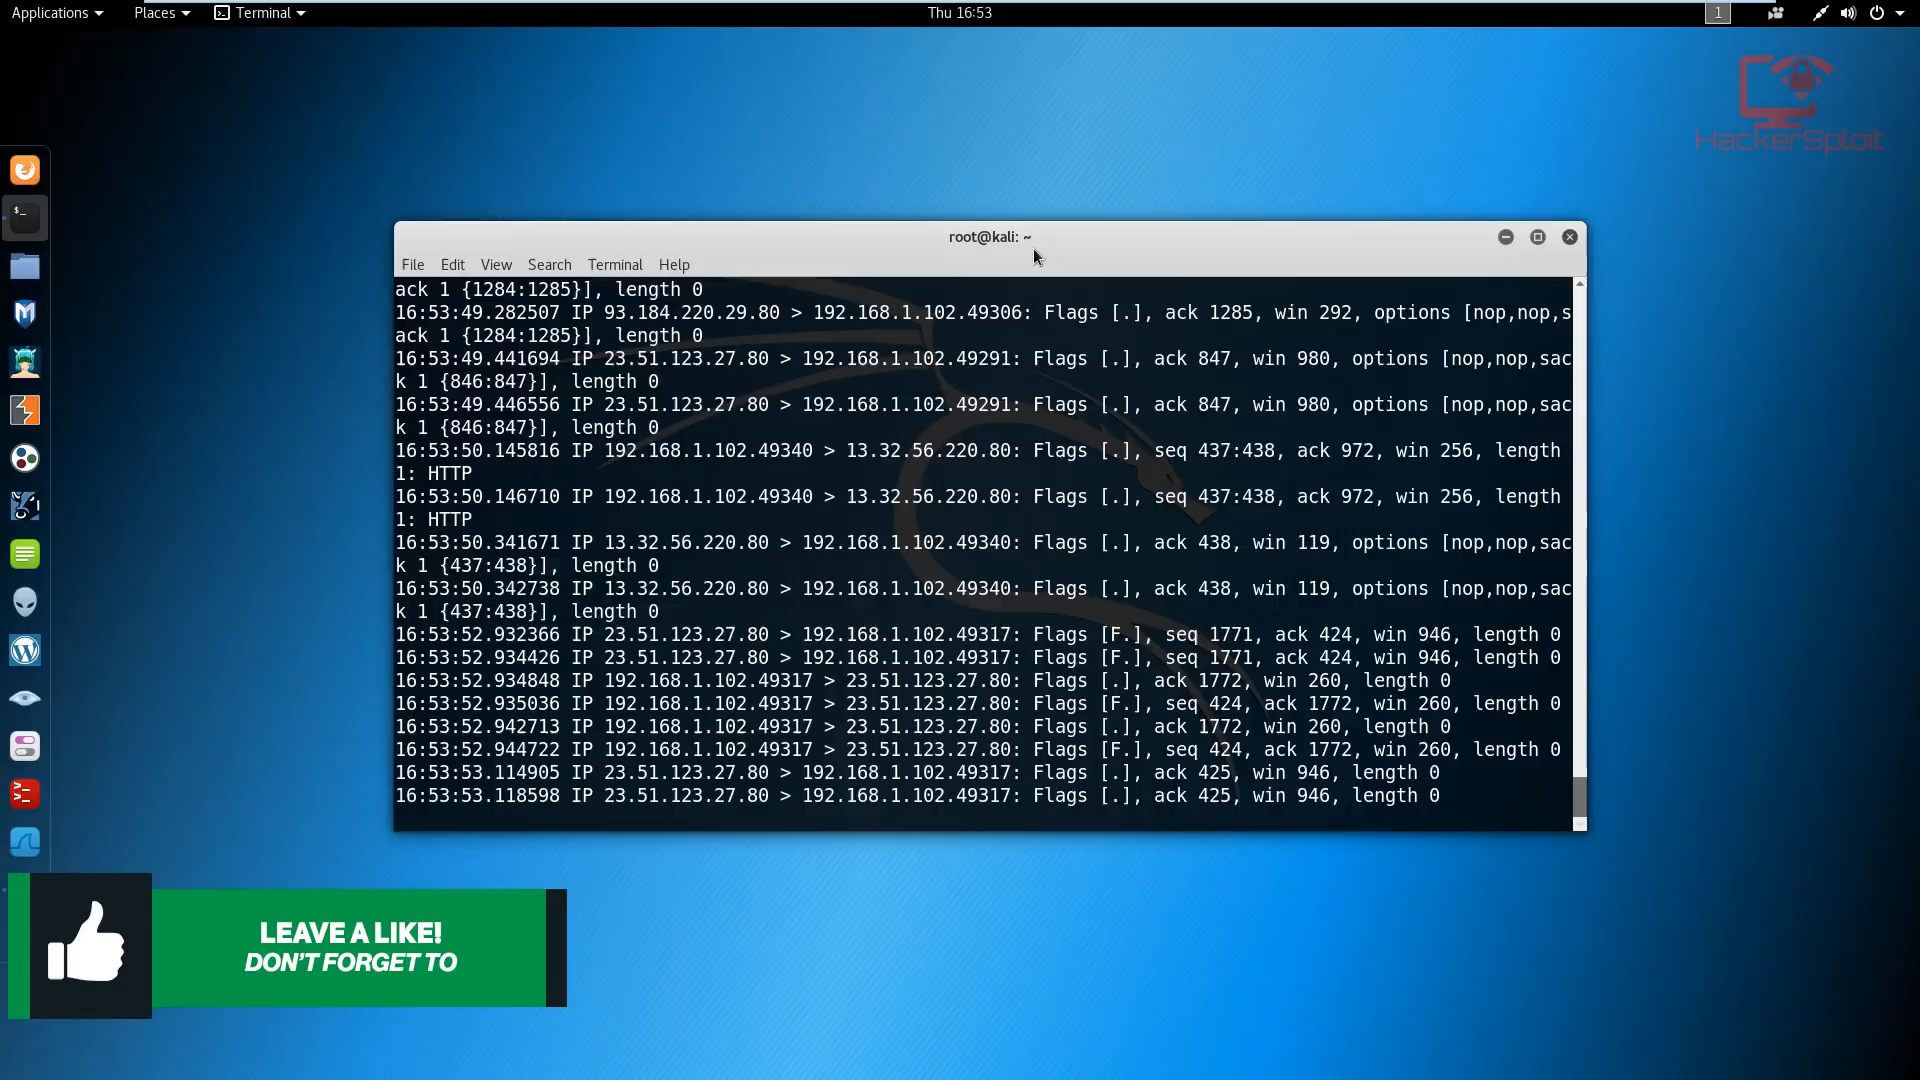 Applications Places Terminal Thu 16:53 1
HackerSploit
root@kali: ~
File Edit View Search Terminal Help
ack 1 {1284:1285}], length 0
16:53:49.282507 IP 93.184.220.29.80 > 192.168.1.102.49306: Flags [.], ack 1285, win 292, options [nop,nop,s
ack 1 {1284:1285}], length 0
16:53:49.441694 IP 23.51.123.27.80 > 192.168.1.102.49291: Flags [.], ack 847, win 980, options [nop,nop,sac
k 1 {846:847}], length 0
16:53:49.446556 IP 23.51.123.27.80 > 192.168.1.102.49291: Flags [.], ack 847, win 980, options [nop,nop,sac
k 1 {846:847}], length 0
16:53:50.145816 IP 192.168.1.102.49340 > 13.32.56.220.80: Flags [.], seq 437:438, ack 972, win 256, length
1: HTTP
16:53:50.146710 IP 192.168.1.102.49340 > 13.32.56.220.80: Flags [.], seq 437:438, ack 972, win 256, length
1: HTTP
16:53:50.341671 IP 13.32.56.220.80 > 192.168.1.102.49340: Flags [.], ack 438, win 119, options [nop,nop,sac
k 1 {437:438}], length 0
16:53:50.342738 IP 13.32.56.220.80 > 192.168.1.102.49340: Flags [.], ack 438, win 119, options [nop,nop,sac
k 1 {437:438}], length 0
16:53:52.932366 IP 23.51.123.27.80 > 192.168.1.102.49317: Flags [F.], seq 1771, ack 424, win 946, length 0
16:53:52.934426 IP 23.51.123.27.80 > 192.168.1.102.49317: Flags [F.], seq 1771, ack 424, win 946, length 0
16:53:52.934848 IP 192.168.1.102.49317 > 23.51.123.27.80: Flags [.], ack 1772, win 260, length 0
16:53:52.935036 IP 192.168.1.102.49317 > 23.51.123.27.80: Flags [F.], seq 424, ack 1772, win 260, length 0
16:53:52.942713 IP 192.168.1.102.49317 > 23.51.123.27.80: Flags [.], ack 1772, win 260, length 0
16:53:52.944722 IP 192.168.1.102.49317 > 23.51.123.27.80: Flags [F.], seq 424, ack 1772, win 260, length 0
16:53:53.114905 IP 23.51.123.27.80 > 192.168.1.102.49317: Flags [.], ack 425, win 946, length 0
16:53:53.118598 IP 23.51.123.27.80 > 192.168.1.102.49317: Flags [.], ack 425, win 946, length 0
LEAVE A LIKE!
DON'T FORGET TO